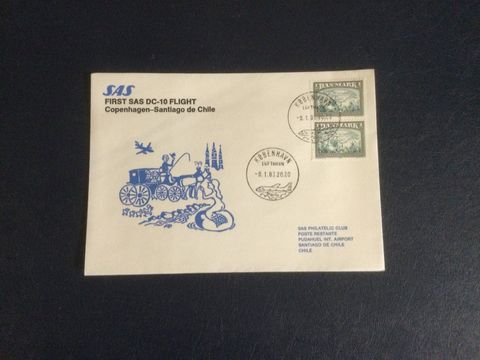 SAS
FIRST SAS DC-10 FLIGHT
Copenhagen-Santiago de Chile
DANMARK
DANMARK
KØBENHAVN
LUFTHAVN
KØBENHAVN
LUFTHAVN
SAS PHILATELIC CLUB
POSTE RESTANTE
PUDAHUEL INT. AIRPORT
SANTIAGO DE CHILE
CHILE